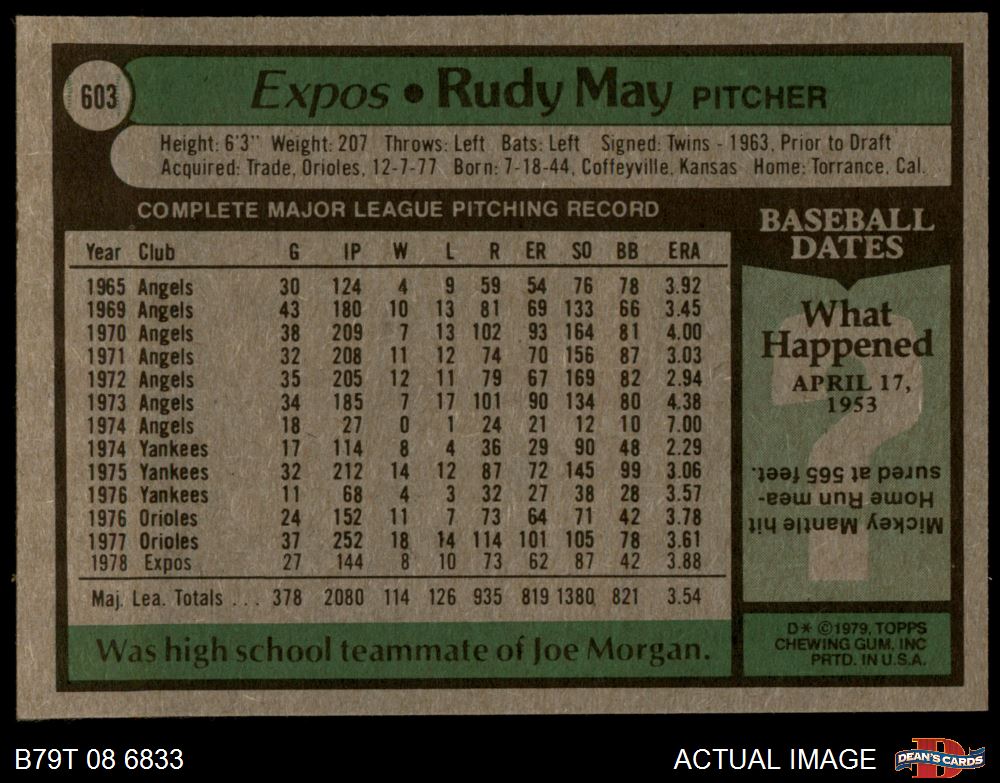 603
Expos • Rudy May PITCHER
Height: 6'3" Weight: 207 Throws: Left Bats: Left Signed: Twins - 1963, Prior to Draft
Acquired: Trade, Orioles, 12-7-77 Born: 7-18-44, Coffeyville, Kansas Home: Torrance, Cal.
COMPLETE MAJOR LEAGUE PITCHING RECORD
Year Club G IP W L R ER SO BB ERA
1965 Angels 30 124 4 9 59 54 76 78 3.92
1969 Angels 43 180 10 13 81 69 133 66 3.45
1970 Angels 38 209 7 13 102 93 164 81 4.00
1971 Angels 32 208 11 12 74 70 156 87 3.03
1972 Angels 35 205 12 11 79 67 169 82 2.94
1973 Angels 34 185 7 17 101 90 134 80 4.38
1974 Angels 18 27 0 1 24 21 12 10 7.00
1974 Yankees 17 114 8 4 36 29 90 48 2.29
1975 Yankees 32 212 14 12 87 72 145 99 3.06
1976 Yankees 11 68 4 3 32 27 38 28 3.57
1976 Orioles 24 152 11 7 73 64 71 42 3.78
1977 Orioles 37 252 18 14 114 101 105 78 3.61
1978 Expos 27 144 8 10 73 62 87 42 3.88
Maj. Lea. Totals ... 378 2080 114 126 935 819 1380 821 3.54
Was high school teammate of Joe Morgan.
BASEBALL
DATES
What
Happened
APRIL 17,
1953
?
Mickey Mantle hit
Home Run mea-
sured at 565 feet.
D* ©1979, TOPPS
CHEWING GUM, INC
PRTD. IN U.S.A.
B79T 08 6833
ACTUAL IMAGE
D
DEAN'S CARDS